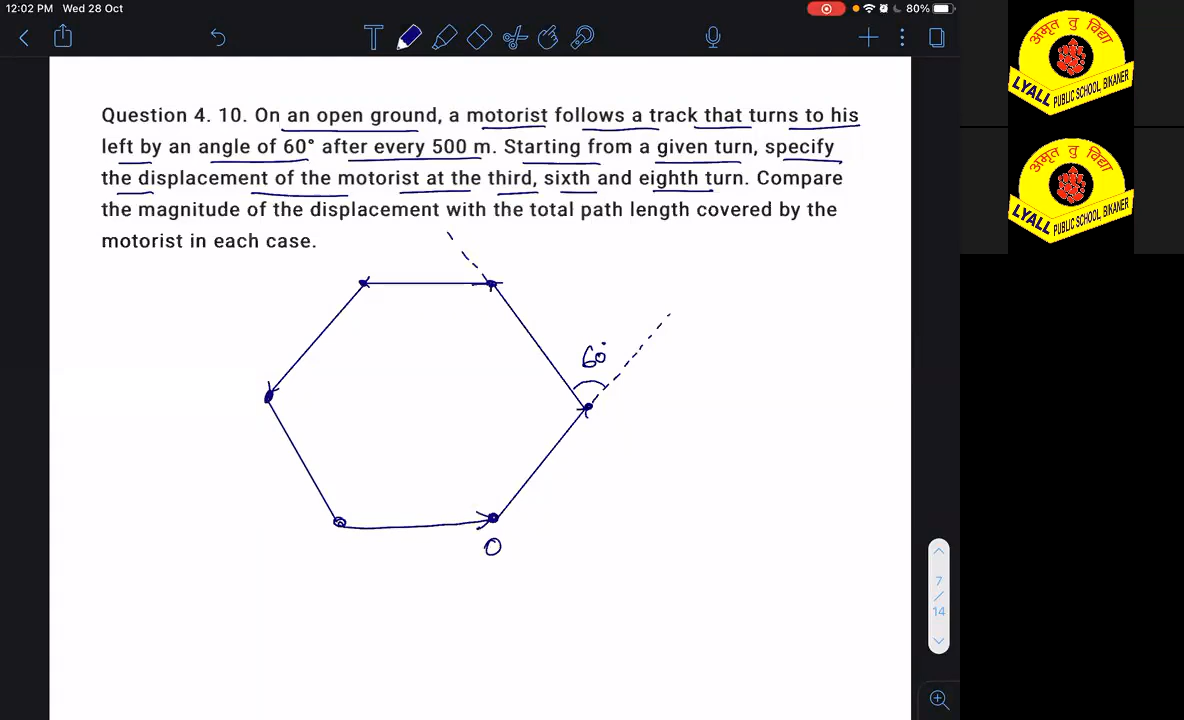 12:02 PM Wed 28 Oct
80%
Question 4. 10. On an open ground, a motorist follows a track that turns to his
left by an angle of 60° after every 500 m. Starting from a given turn, specify
the displacement of the motorist at the third, sixth and eighth turn. Compare
the magnitude of the displacement with the total path length covered by the
motorist in each case.
60°
O
7
/
14
अमृतं तु विद्या
LYALL PUBLIC SCHOOL, BIKANER
अमृतं तु विद्या
LYALL PUBLIC SCHOOL, BIKANER